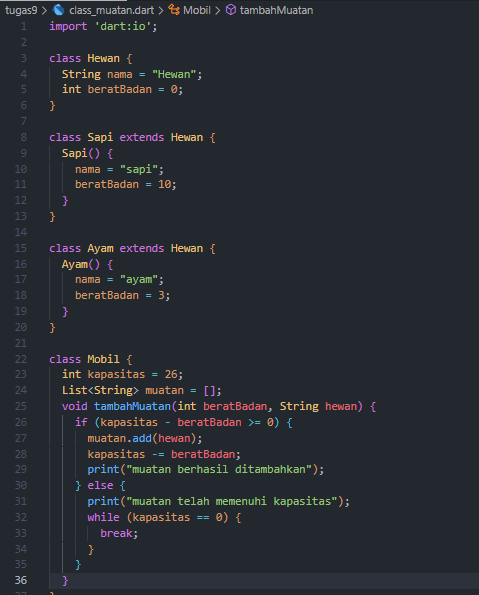 tugas9 > class_muatan.dart > Mobil > tambahMuatan
1 import 'dart:io';
2
3 class Hewan {
4   String nama = "Hewan";
5   int beratBadan = 0;
6 }
7
8 class Sapi extends Hewan {
9   Sapi() {
10     nama = "sapi";
11     beratBadan = 10;
12   }
13 }
14
15 class Ayam extends Hewan {
16   Ayam() {
17     nama = "ayam";
18     beratBadan = 3;
19   }
20 }
21
22 class Mobil {
23   int kapasitas = 26;
24   List<String> muatan = [];
25   void tambahMuatan(int beratBadan, String hewan) {
26     if (kapasitas - beratBadan >= 0) {
27       muatan.add(hewan);
28       kapasitas -= beratBadan;
29       print("muatan berhasil ditambahkan");
30     } else {
31       print("muatan telah memenuhi kapasitas");
32       while (kapasitas == 0) {
33         break;
34       }
35     }
36   }